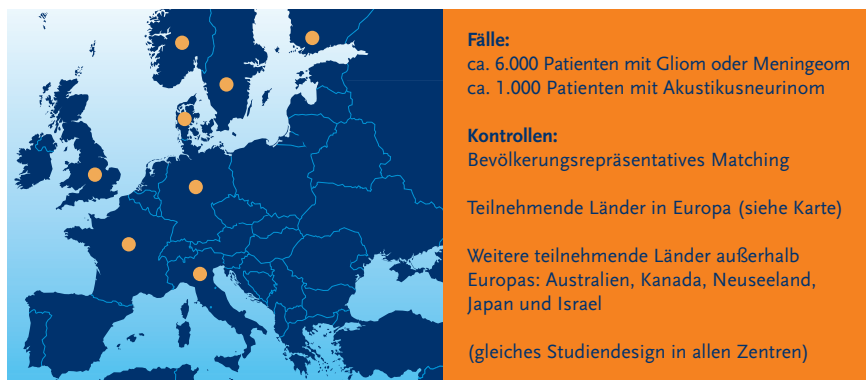 Fälle:
ca. 6.000 Patienten mit Gliom oder Meningeom
ca. 1.000 Patienten mit Akustikusneurinom
Kontrollen:
Bevölkerungsrepräsentatives Matching
Teilnehmende Länder in Europa (siehe Karte)
Weitere teilnehmende Länder außerhalb
Europas: Australien, Kanada, Neuseeland,
Japan und Israel
(gleiches Studiendesign in allen Zentren)